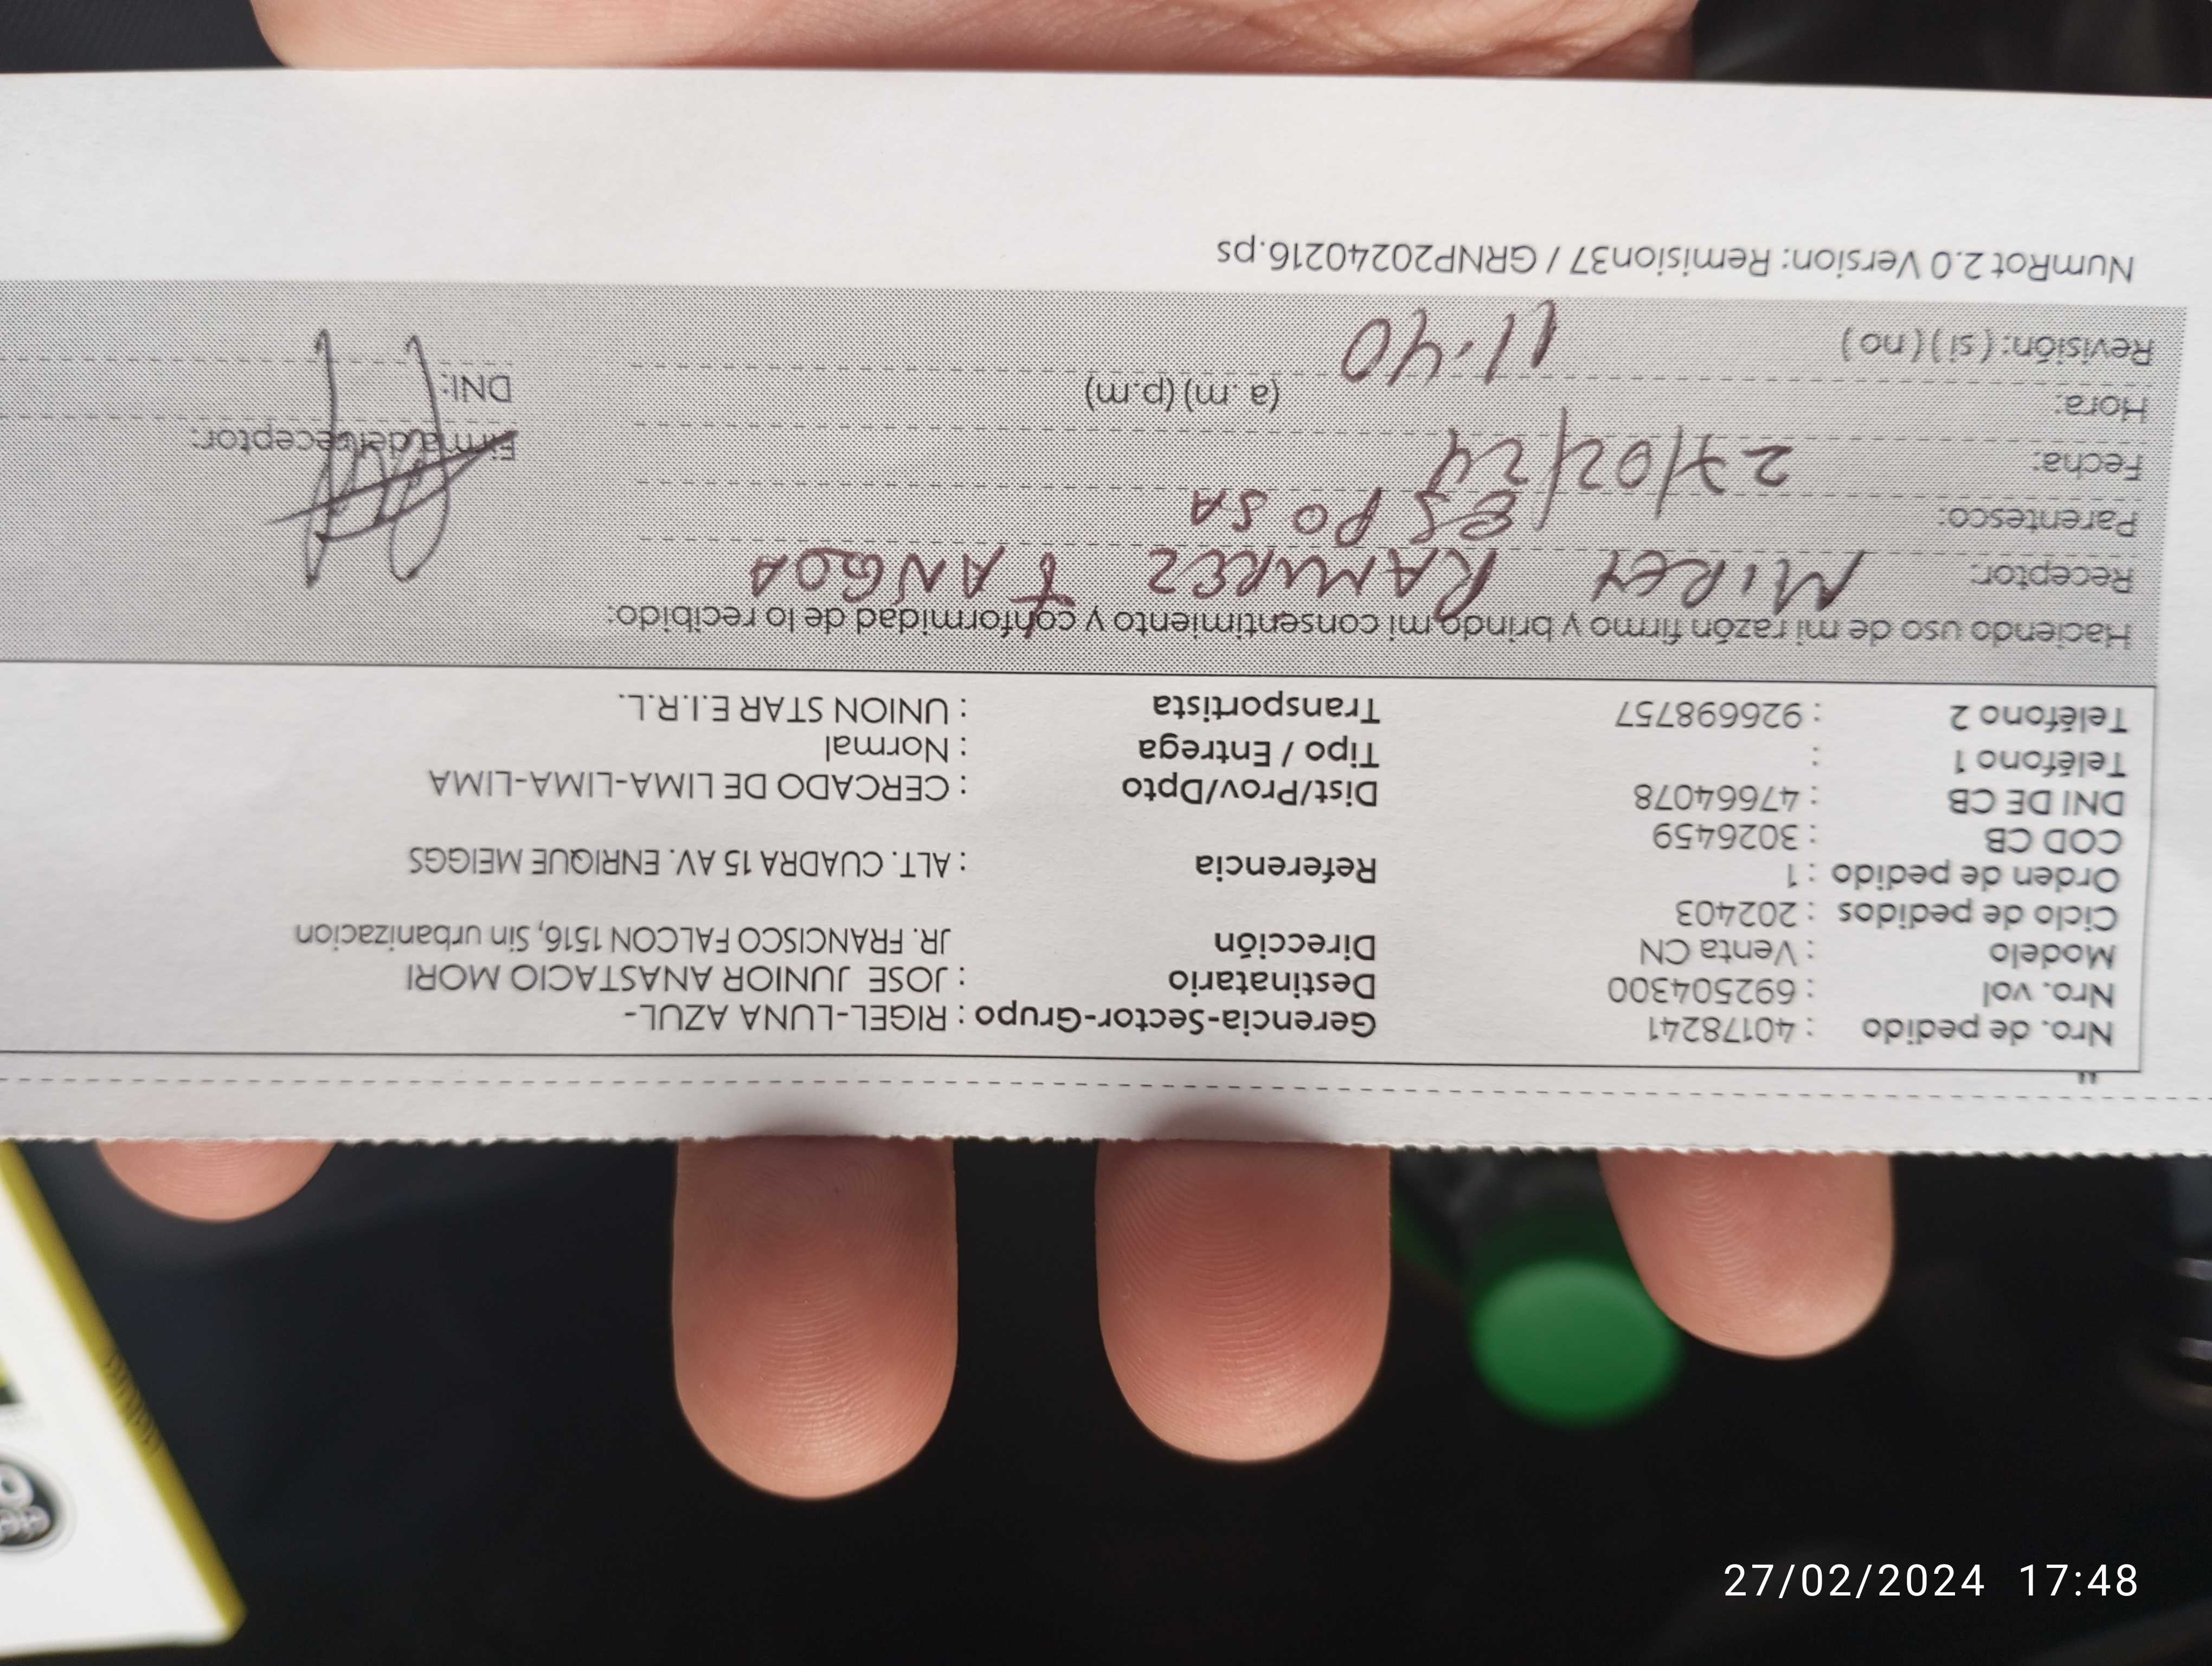 Nro. de pedido : 40178241 Gerencia-Sector-Grupo : RIGEL-LUNA AZUL-
Nro. vol : 692504300 Destinatario : JOSE JUNIOR ANASTACIO MORI
Modelo : Venta CN Dirección JR. FRANCISCO FALCON 1516, Sin urbanizacion
Ciclo de pedidos : 202403
Orden de pedido : 1 Referencia : ALT. CUADRA 15 AV. ENRIQUE MEIGGS
COD CB : 3026459
DNI DE CB : 47664078 Dist/Prov/Dpto : CERCADO DE LIMA-LIMA-LIMA
Teléfono 1 : Tipo / Entrega : Normal
Teléfono 2 : 926698757 Transportista : UNION STAR E.I.R.L.
Haciendo uso de mi razón firmo y brindo mi consentimiento y conformidad de lo recibido:
Receptor: MIREY RAMIREZ TANGOA
Parentesco: ESPOSA
Fecha: 27/02/24 Firma del receptor:
Hora: 11:40 (a. m) (p.m) DNI:
Revisión: ( si ) ( no )
NumRot 2.0 Version: Remision37 / GRNP20240216.ps
27/02/2024 17:48